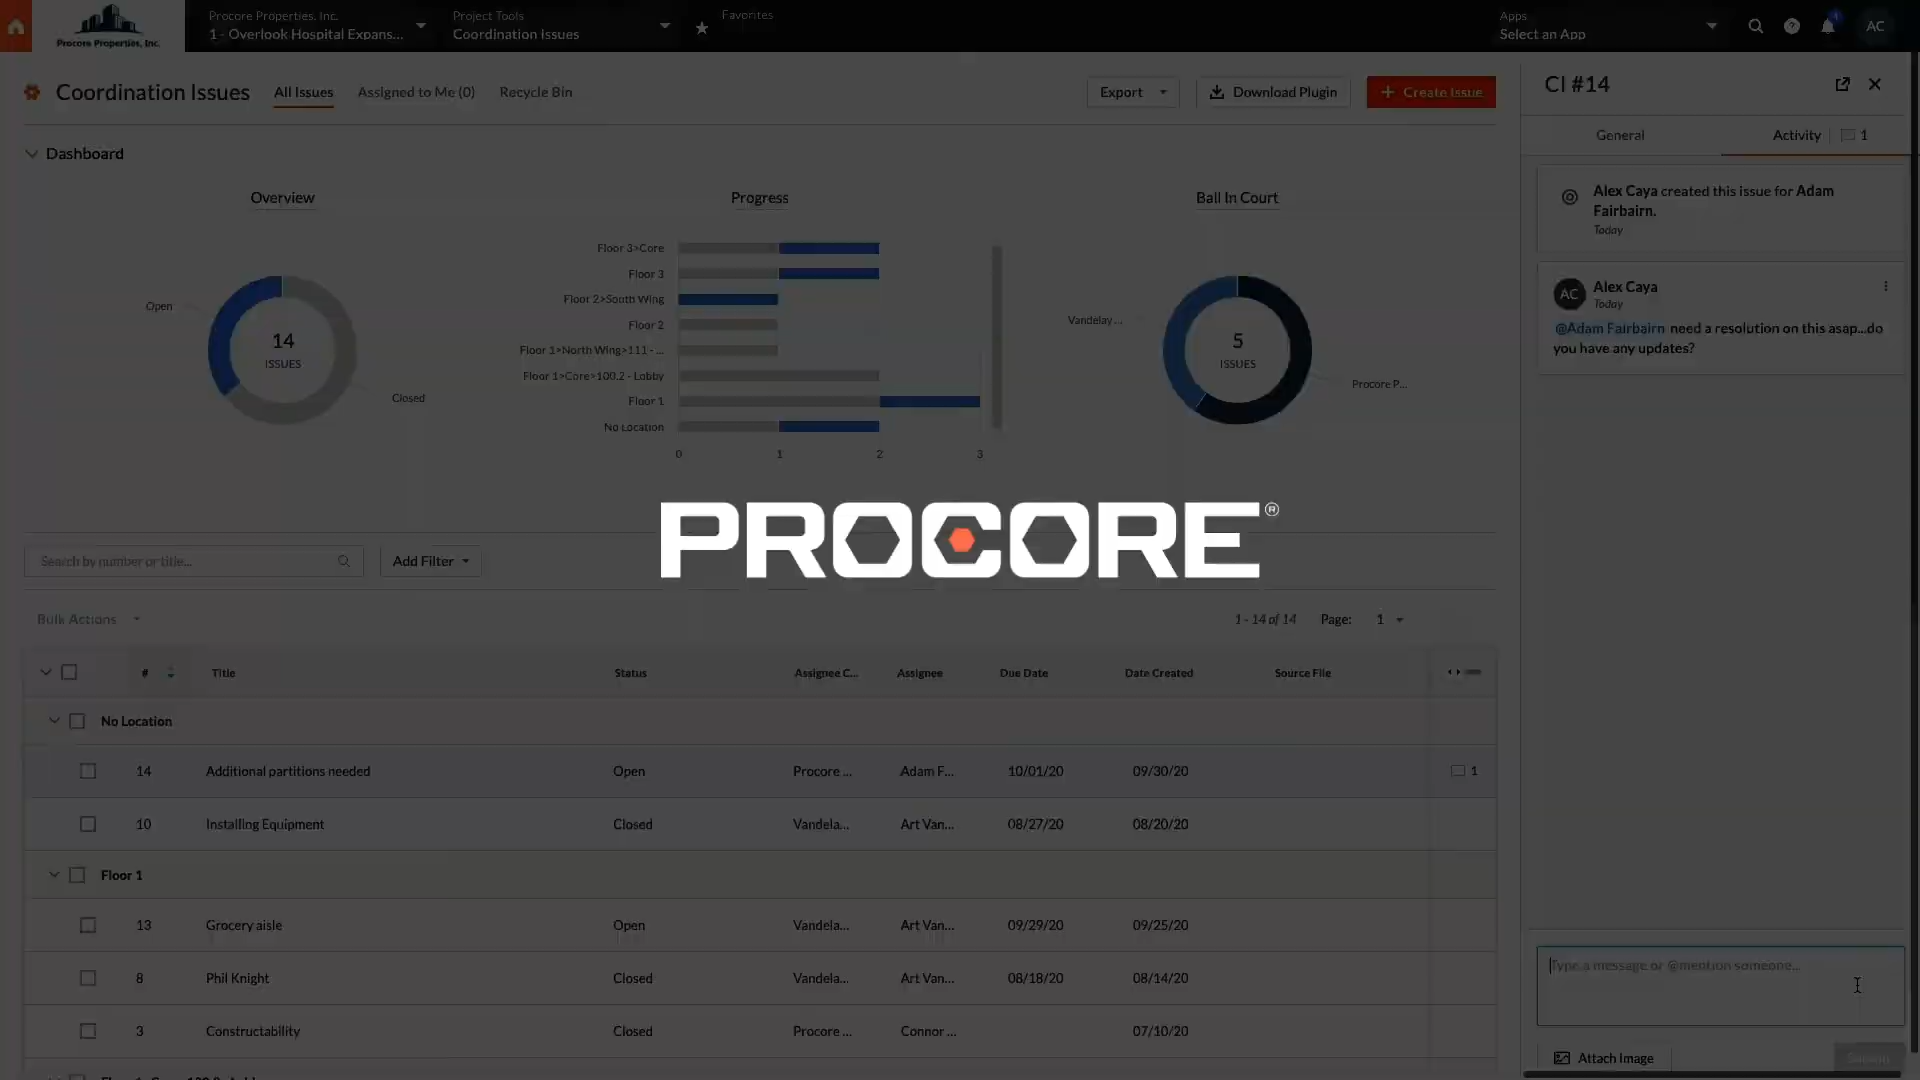 Procore Properties, Inc.
Procore Properties, Inc.
1 - Overlook Hospital Expans...
Project Tools
Coordination Issues
Favorites
Apps
Select an App
1
AC
Coordination Issues
All Issues
Assigned to Me (0)
Recycle Bin
Export
Download Plugin
+ Create Issue
Dashboard
Overview
Open
14
ISSUES
Closed
Progress
Floor 3>Core
Floor 3
Floor 2>South Wing
Floor 2
Floor 1>North Wing>111 - ...
Floor 1>Core>100.2 - Lobby
Floor 1
No Location
0 1 2 3
Ball In Court
Vandelay ...
5
ISSUES
Procore P...
PROCORE®
Search by number or title...
Add Filter
Bulk Actions
1 - 14 of 14
Page: 1
# Title Status Assignee C... Assignee Due Date Date Created Source File
No Location
14 Additional partitions needed Open Procore ... Adam F... 10/01/20 09/30/20 1
10 Installing Equipment Closed Vandela... Art Van... 08/27/20 08/20/20
Floor 1
13 Grocery aisle Open Vandela... Art Van... 09/29/20 09/25/20
8 Phil Knight Closed Vandela... Art Van... 08/18/20 08/14/20
3 Constructability Closed Procore ... Connor ... 07/10/20
CI #14
General
Activity 1
Alex Caya created this issue for Adam
Fairbairn.
Today
AC
Alex Caya
Today
@Adam Fairbairn need a resolution on this asap...do
you have any updates?
Type a message or @mention someone...
Attach Image